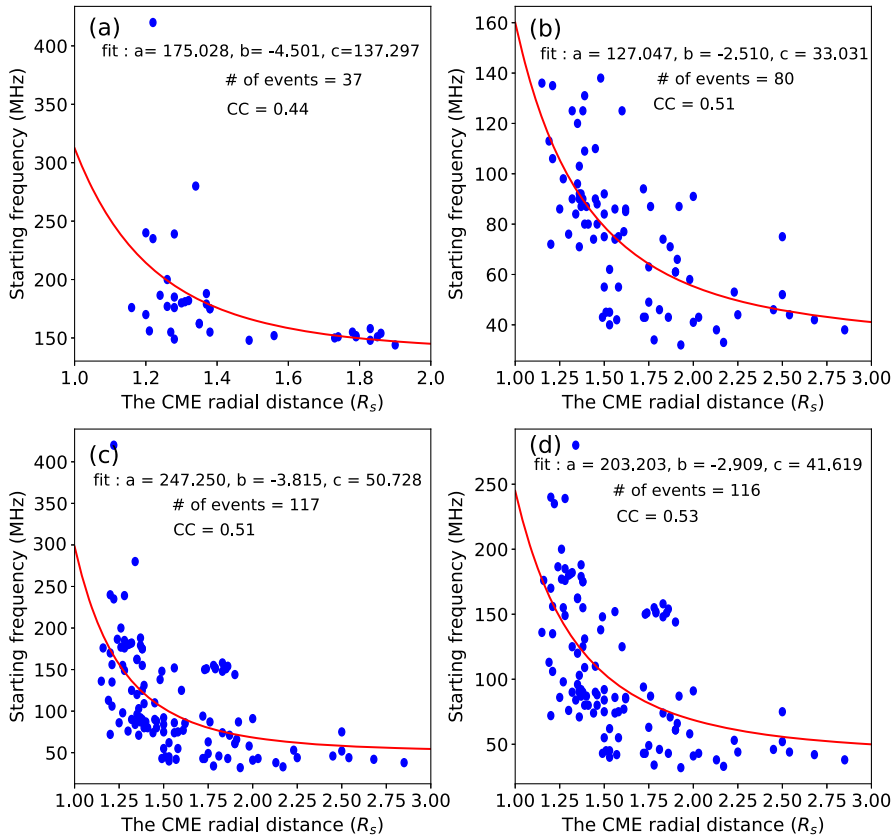 (a)
fit : a= 175.028, b= -4.501, c=137.297
# of events = 37
CC = 0.44
Starting frequency (MHz)
400
350
300
250
200
150
1.0 1.2 1.4 1.6 1.8 2.0
The CME radial distance (Rs)
(b)
fit : a = 127.047, b = -2.510, c = 33.031
# of events = 80
CC = 0.51
Starting frequency (MHz)
160
140
120
100
80
60
40
1.00 1.25 1.50 1.75 2.00 2.25 2.50 2.75 3.00
The CME radial distance (Rs)
(c)
fit : a = 247.250, b = -3.815, c = 50.728
# of events = 117
CC = 0.51
Starting frequency (MHz)
400
350
300
250
200
150
100
50
1.00 1.25 1.50 1.75 2.00 2.25 2.50 2.75 3.00
The CME radial distance (Rs)
(d)
fit : a = 203.203, b = -2.909, c = 41.619
# of events = 116
CC = 0.53
Starting frequency (MHz)
250
200
150
100
50
1.00 1.25 1.50 1.75 2.00 2.25 2.50 2.75 3.00
The CME radial distance (Rs)